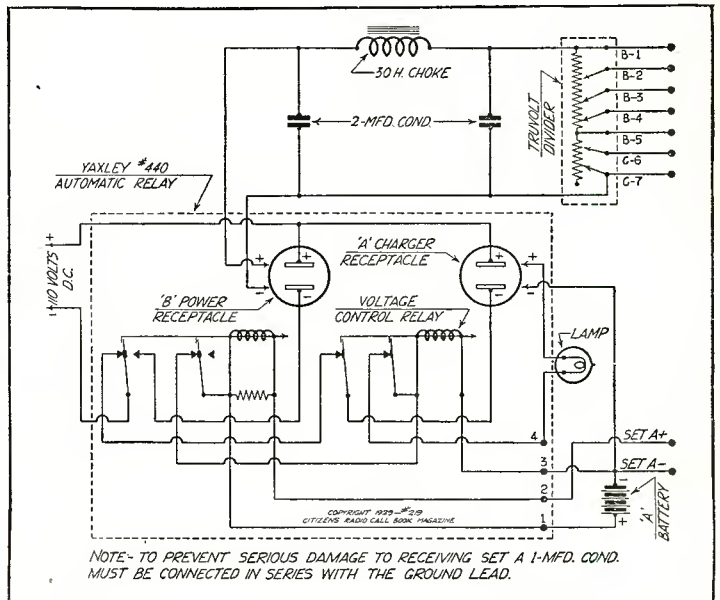 30 H. CHOKE
2-MFD. COND.
TRUVOLT
DIVIDER
B-1
B-2
B-3
B-4
B-5
C-6
C-7
YAXLEY #440
AUTOMATIC RELAY
110 VOLTS
D.C.
+
-
'B' POWER
RECEPTACLE
'A' CHARGER
RECEPTACLE
VOLTAGE
CONTROL RELAY
LAMP
4
3
2
1
SET A+
SET A-
'A'
BATTERY
-
+
COPYRIGHT 1929-#219
CITIZENS RADIO CALL BOOK MAGAZINE
NOTE:- TO PREVENT SERIOUS DAMAGE TO RECEIVING SET A 1-MFD. COND.
MUST BE CONNECTED IN SERIES WITH THE GROUND LEAD.